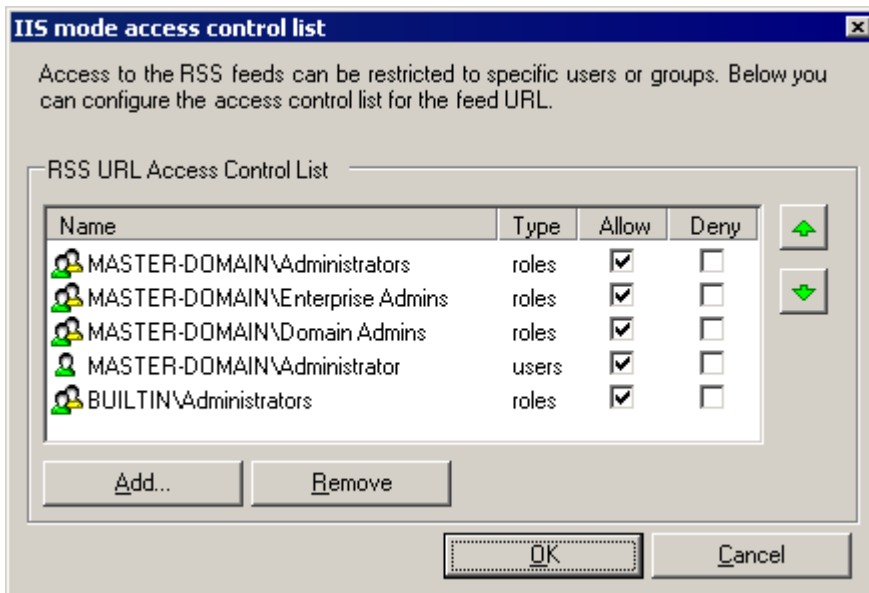 IIS mode access control list
Access to the RSS feeds can be restricted to specific users or groups. Below you
can configure the access control list for the feed URL.
RSS URL Access Control List
Name Type Allow Deny
MASTER-DOMAIN\Administrators roles
MASTER-DOMAIN\Enterprise Admins roles
MASTER-DOMAIN\Domain Admins roles
MASTER-DOMAIN\Administrator users
BUILTIN\Administrators roles
Add... Remove
OK Cancel